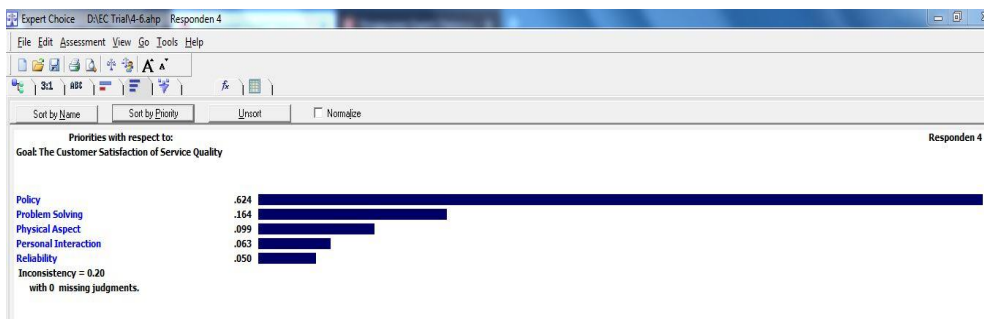 Expert Choice D:\EC Trial\4-6.ahp Responden 4
File Edit Assessment View Go Tools Help
3:1 ABC fx
Sort by Name Sort by Priority Unsort Normalize
Priorities with respect to: Responden 4
Goal: The Customer Satisfaction of Service Quality
Policy .624
Problem Solving .164
Physical Aspect .099
Personal Interaction .063
Reliability .050
Inconsistency = 0.20
with 0 missing judgments.